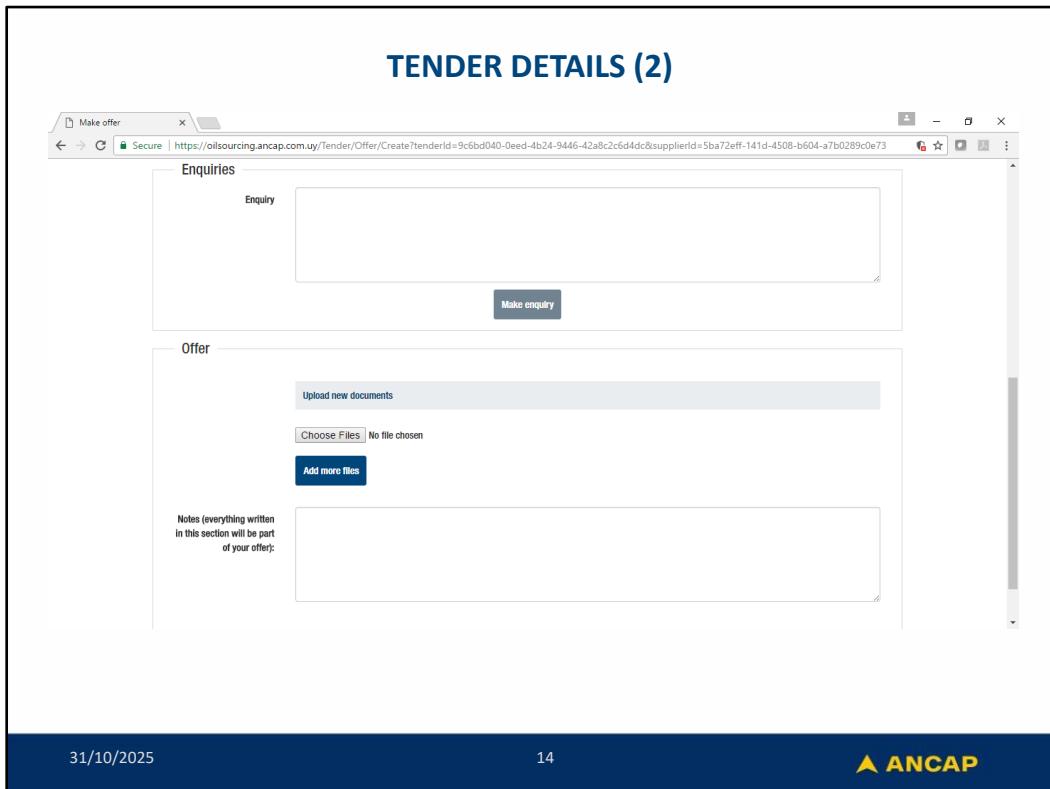 TENDER DETAILS (2)
Make offer
Secure | https://oilsourcing.ancap.com.uy/Tender/Offer/Create?tenderId=9c6bd040-0eed-4b24-9446-42a8c2c6d4dc&supplierId=5ba72eff-141d-4508-b604-a7b0289c0e73
Enquiries
Enquiry
Make enquiry
Offer
Upload new documents
Choose Files No file chosen
Add more files
Notes (everything written
in this section will be part
of your offer):
31/10/2025
14
ANCAP